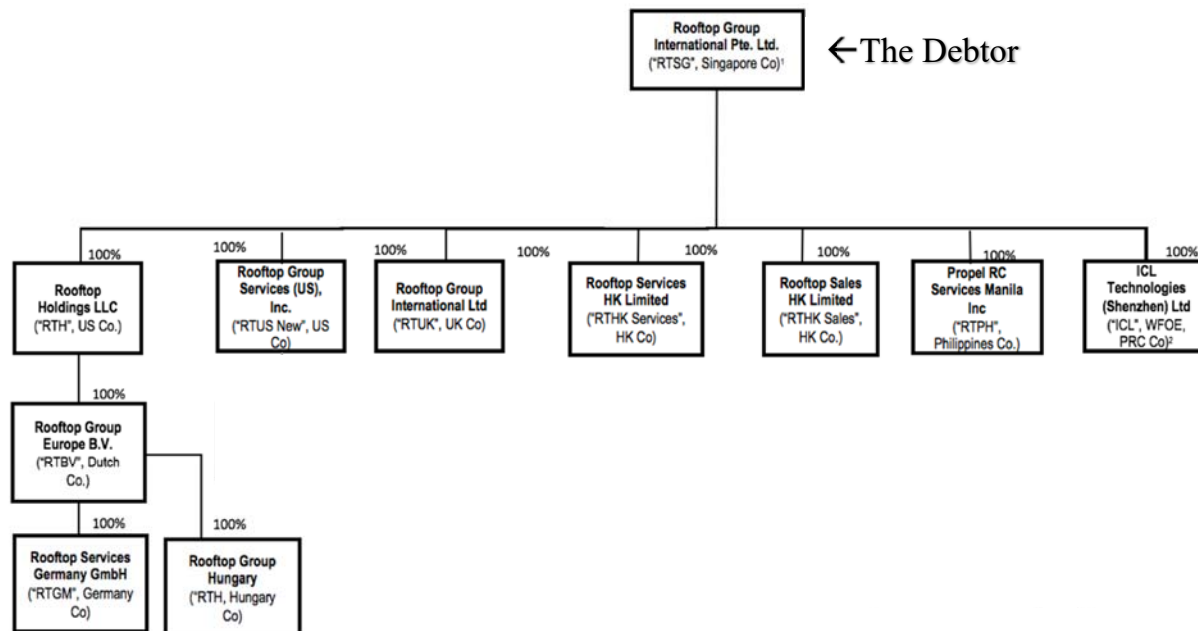 Rooftop Group
International Pte. Ltd.
("RTSG", Singapore Co)¹
←The Debtor
100%
100%
100%
100%
100%
100%
100%
100%
Rooftop
Holdings LLC
("RTH", US Co.)
Rooftop Group
Services (US),
Inc.
("RTUS New", US
Co)
Rooftop Group
International Ltd
("RTUK", UK Co)
Rooftop Services
HK Limited
("RTHK Services",
HK Co)
Rooftop Sales
HK Limited
("RTHK Sales",
HK Co.)
Propel RC
Services Manila
Inc
("RTPH",
Philippines Co.)
ICL
Technologies
(Shenzhen) Ltd
("ICL", WFOE,
PRC Co)²
100%
Rooftop Group
Europe B.V.
("RTBV", Dutch
Co.)
100%
100%
Rooftop Services
Germany GmbH
("RTGM", Germany
Co)
Rooftop Group
Hungary
("RTH, Hungary
Co)